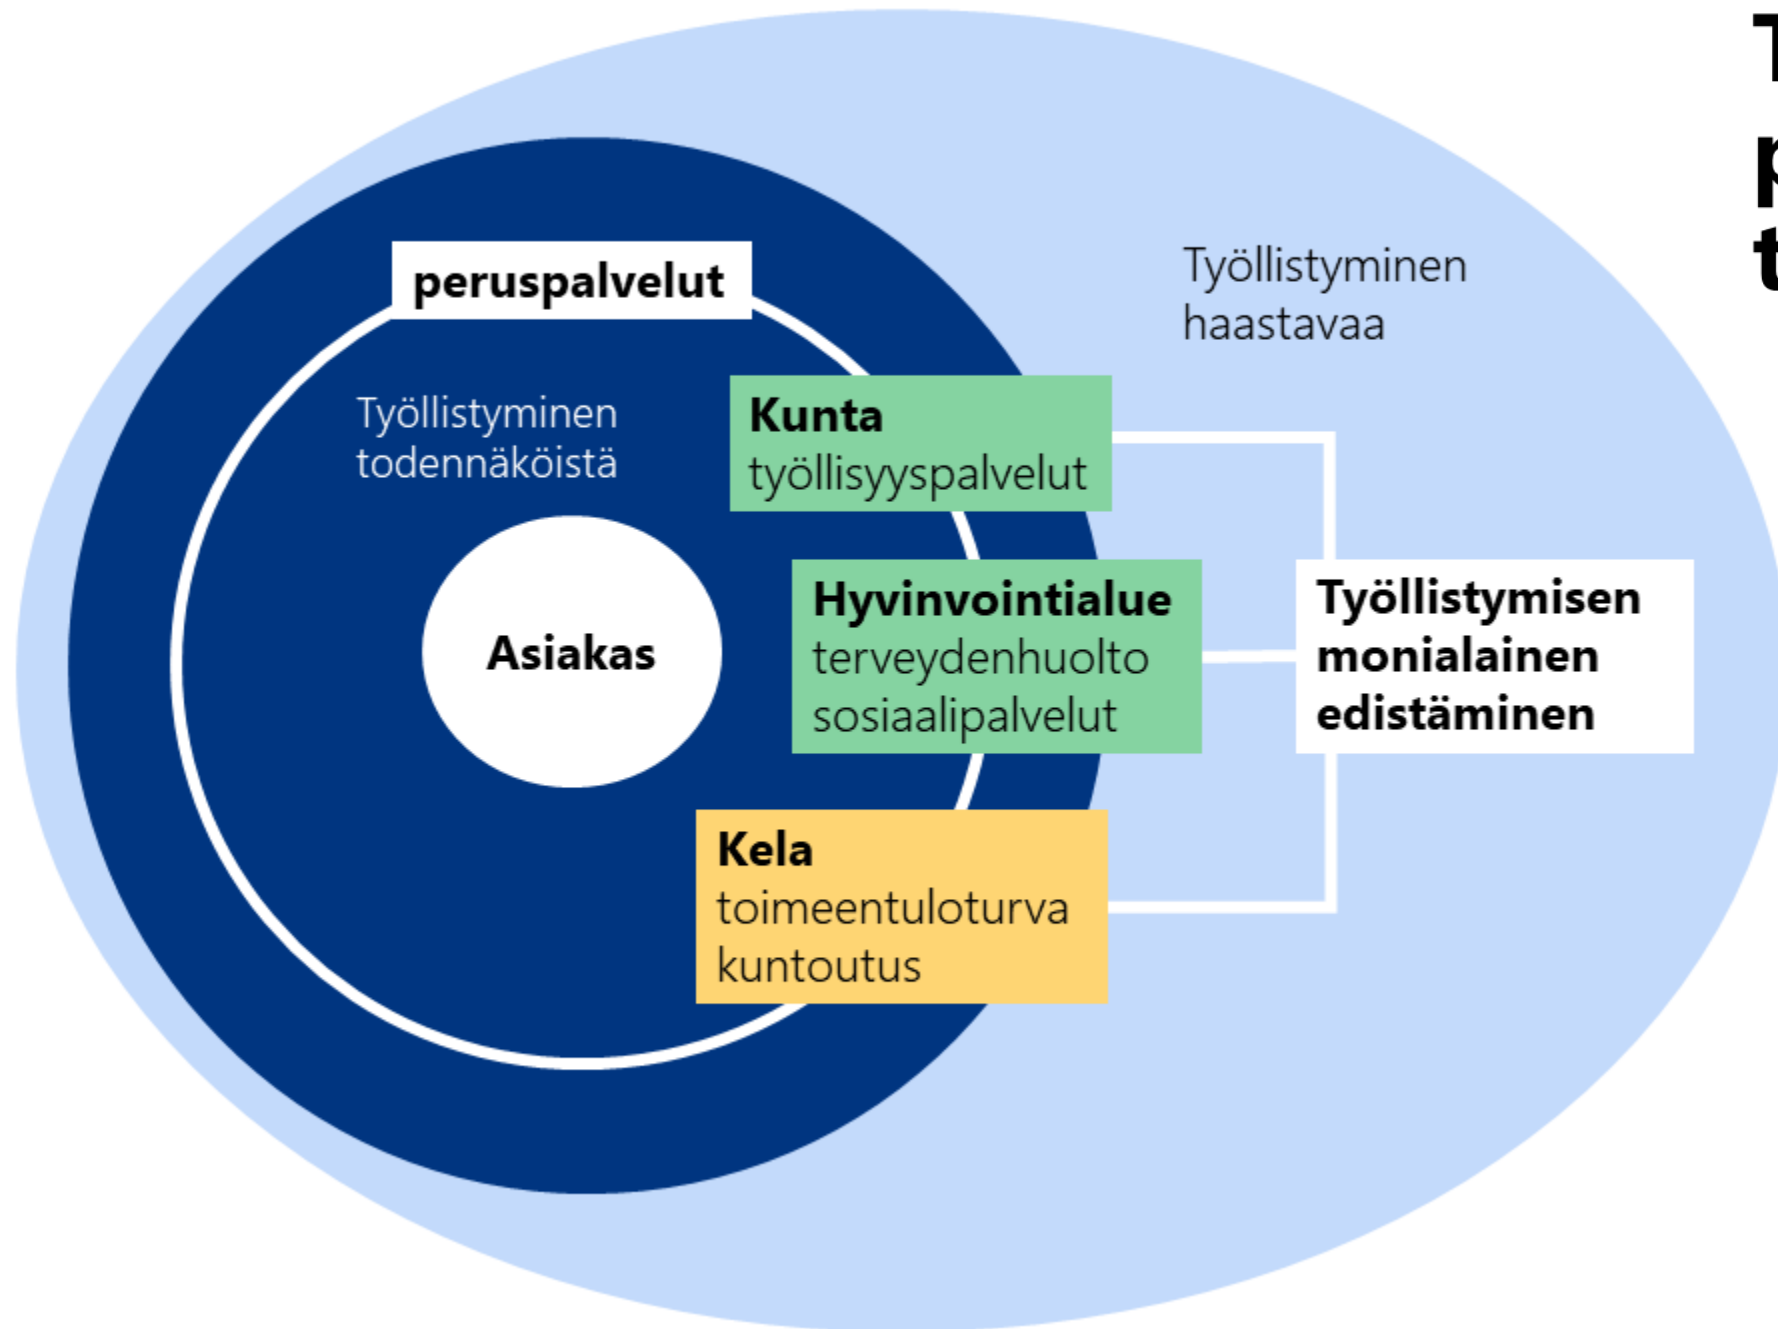 peruspalvelut
Työllistyminen
todennäköistä
Asiakas
Kunta
työllisyyspalvelut
Hyvinvointialue
terveydenhuolto
sosiaalipalvelut
Kela
toimeentuloturva
kuntoutus
Työllistyminen
haastavaa
Työllistymisen
monialainen
edistäminen